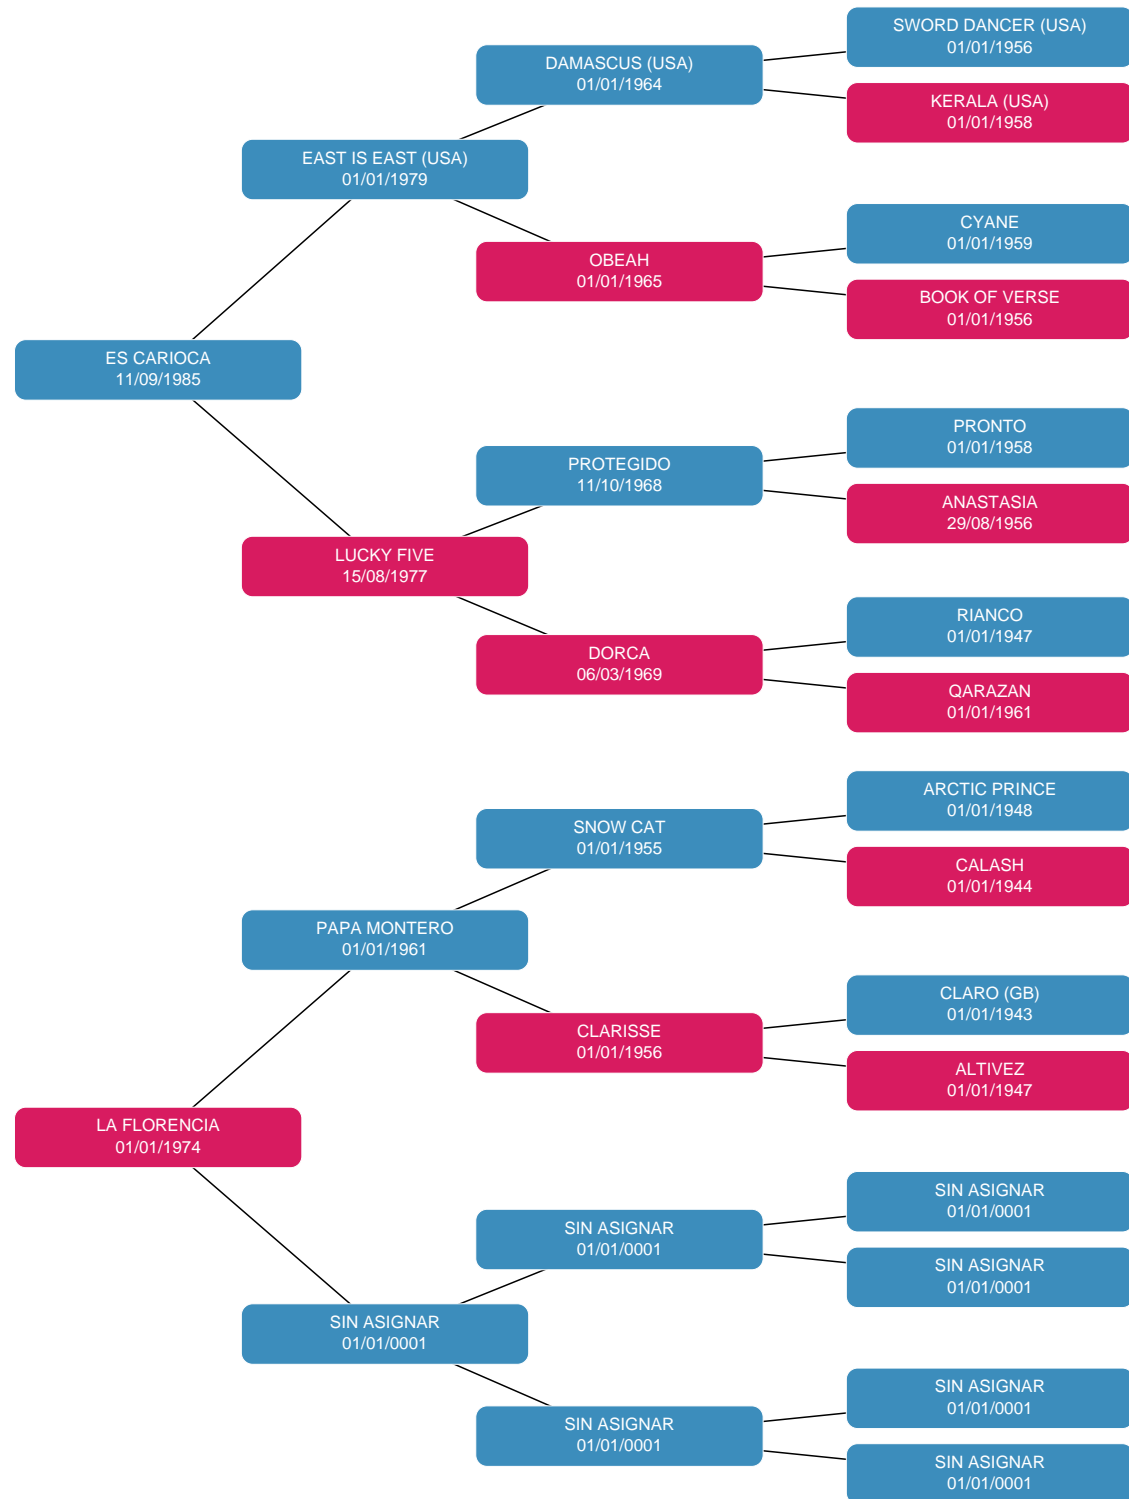 SWORD DANCER (USA)
01/01/1956
DAMASCUS (USA)
01/01/1964
KERALA (USA)
01/01/1958
EAST IS EAST (USA)
01/01/1979
CYANE
01/01/1959
OBEAH
01/01/1965
BOOK OF VERSE
01/01/1956
ES CARIOCA
11/09/1985
PRONTO
01/01/1958
PROTEGIDO
11/10/1968
ANASTASIA
29/08/1956
LUCKY FIVE
15/08/1977
RIANCO
01/01/1947
DORCA
06/03/1969
QARAZAN
01/01/1961
ARCTIC PRINCE
01/01/1948
SNOW CAT
01/01/1955
CALASH
01/01/1944
PAPA MONTERO
01/01/1961
CLARO (GB)
01/01/1943
CLARISSE
01/01/1956
ALTIVEZ
01/01/1947
LA FLORENCIA
01/01/1974
SIN ASIGNAR
01/01/0001
SIN ASIGNAR
01/01/0001
SIN ASIGNAR
01/01/0001
SIN ASIGNAR
01/01/0001
SIN ASIGNAR
01/01/0001
SIN ASIGNAR
01/01/0001
SIN ASIGNAR
01/01/0001